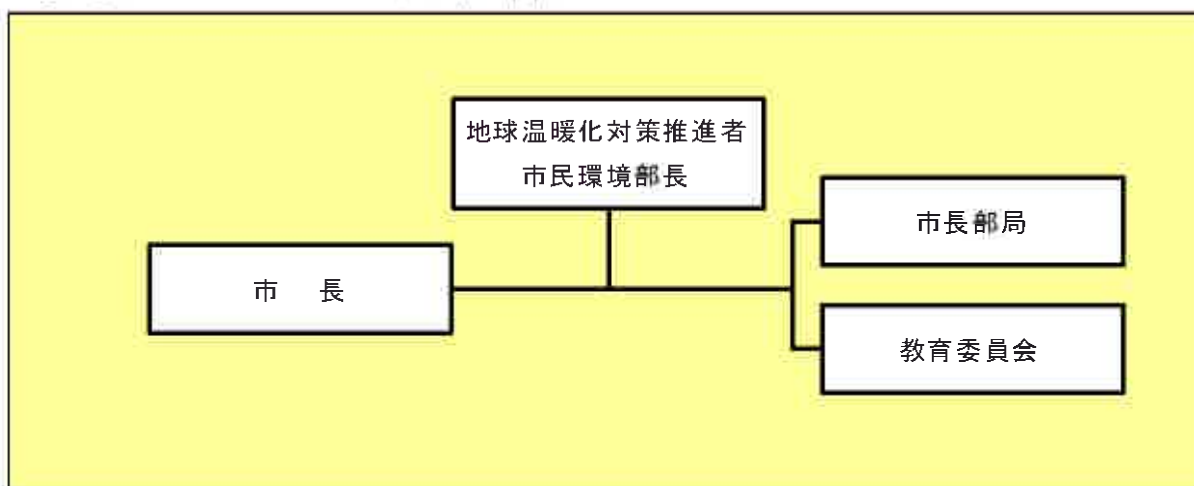 地球温暖化対策推進者
市民環境部長
市長部局
市　長
教育委員会